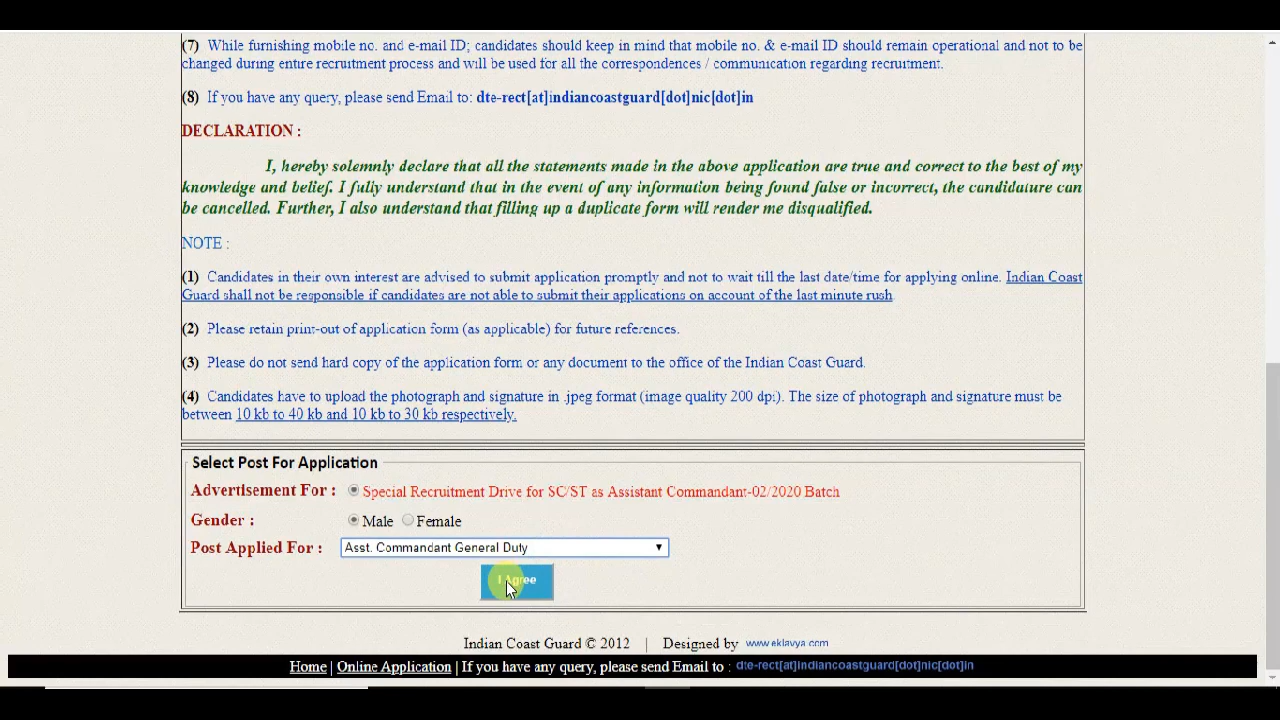 (7) While furnishing mobile no. and e-mail ID; candidates should keep in mind that mobile no. & e-mail ID should remain operational and not to be
changed during entire recruitment process and will be used for all the correspondences / communication regarding recruitment.
(8) If you have any query, please send Email to: dte-rect[at]indiancoastguard[dot]nic[dot]in
DECLARATION :
I, hereby solemnly declare that all the statements made in the above application are true and correct to the best of my
knowledge and belief. I fully understand that in the event of any information being found false or incorrect, the candidature can
be cancelled. Further, I also understand that filling up a duplicate form will render me disqualified.
NOTE :
(1) Candidates in their own interest are advised to submit application promptly and not to wait till the last date/time for applying online. Indian Coast
Guard shall not be responsible if candidates are not able to submit their applications on account of the last minute rush
(2) Please retain print-out of application form (as applicable) for future references.
(3) Please do not send hard copy of the application form or any document to the office of the Indian Coast Guard.
(4) Candidates have to upload the photograph and signature in .jpeg format (image quality 200 dpi). The size of photograph and signature must be
between 10 kb to 40 kb and 10 kb to 30 kb respectively.
Select Post For Application
Advertisement For : Special Recruitment Drive for SC/ST as Assistant Commandant-02/2020 Batch
Gender : Male Female
Post Applied For : Asst. Commandant General Duty
I Agree
Indian Coast Guard © 2012 | Designed by www.eklavya.com
Home | Online Application | If you have any query, please send Email to : dte-rect[at]indiancoastguard[dot]nic[dot]in